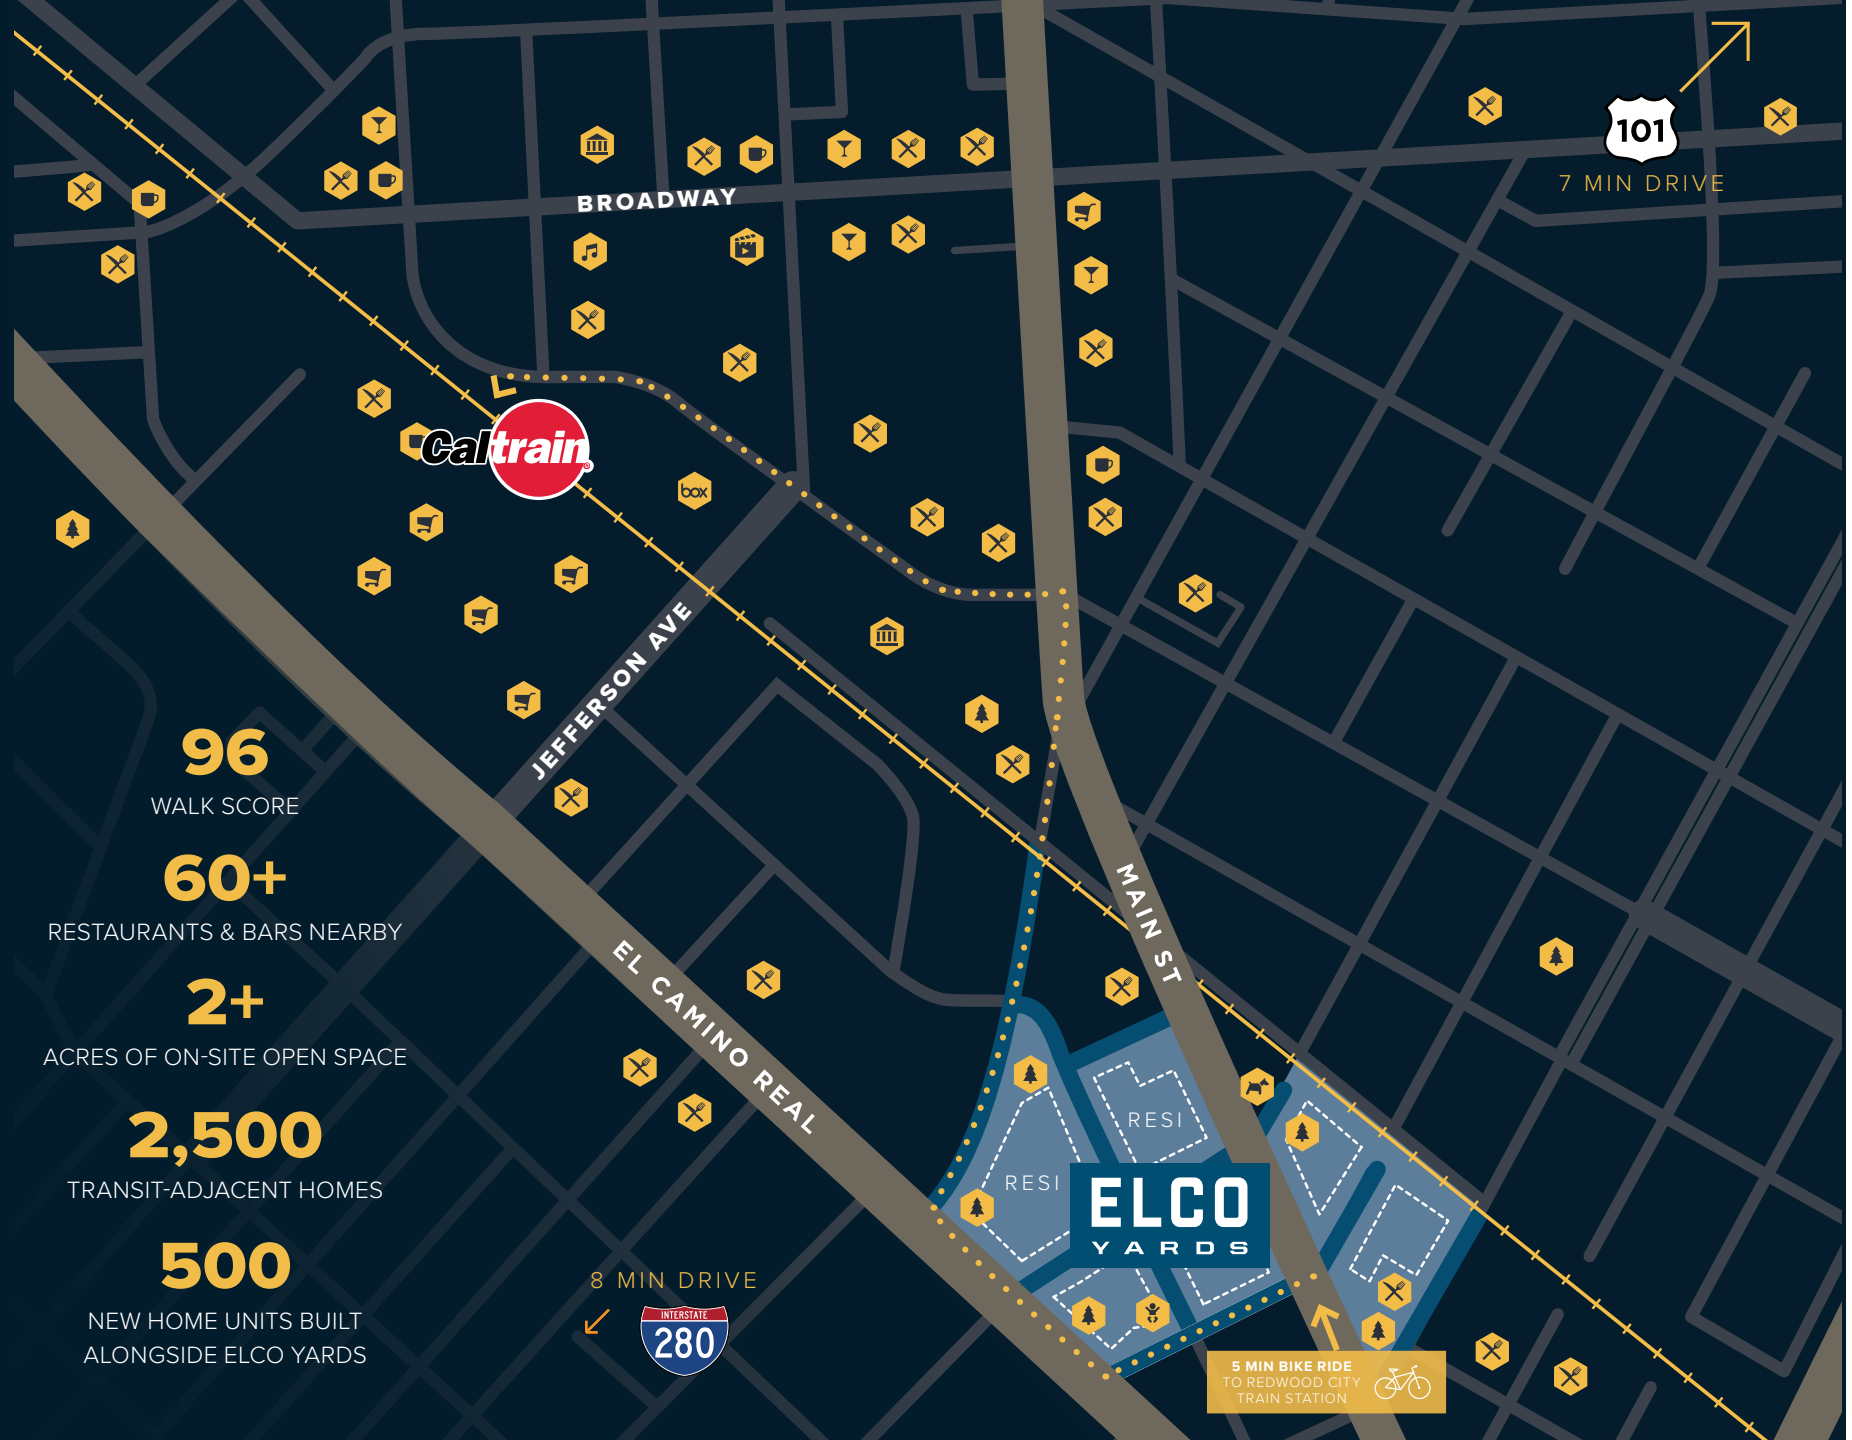 101
7 MIN DRIVE
BROADWAY
Caltrain
box
JEFFERSON AVE
96
WALK SCORE
60+
RESTAURANTS & BARS NEARBY
2+
ACRES OF ON-SITE OPEN SPACE
2,500
TRANSIT-ADJACENT HOMES
500
NEW HOME UNITS BUILT
ALONGSIDE ELCO YARDS
EL CAMINO REAL
MAIN ST
RESI
RESI
ELCO
YARDS
8 MIN DRIVE
INTERSTATE
280
5 MIN BIKE RIDE
TO REDWOOD CITY
TRAIN STATION